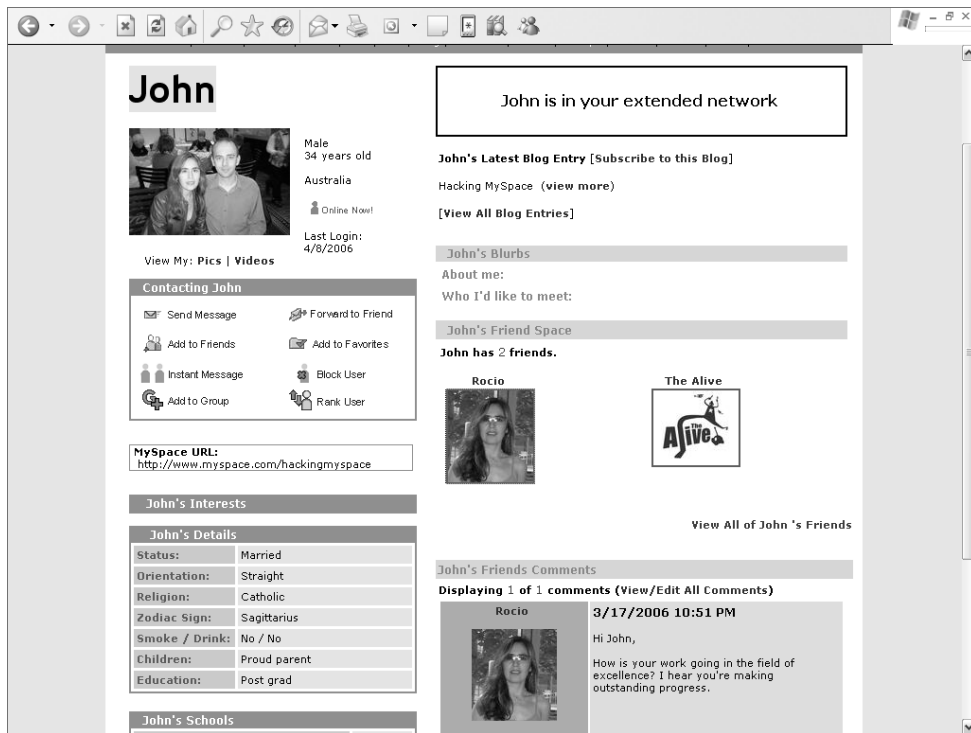 John
Male
34 years old
Australia
Online Now!
Last Login:
4/8/2006
View My: Pics | Videos
Contacting John
Send Message
Forward to Friend
Add to Friends
Add to Favorites
Instant Message
Block User
Add to Group
Rank User
MySpace URL:
http://www.myspace.com/hackingmyspace
John's Interests
John's Details
Status: Married
Orientation: Straight
Religion: Catholic
Zodiac Sign: Sagittarius
Smoke / Drink: No / No
Children: Proud parent
Education: Post grad
John's Schools
John is in your extended network
John's Latest Blog Entry [Subscribe to this Blog]
Hacking MySpace (view more)
[View All Blog Entries]
John's Blurbs
About me:
Who I'd like to meet:
John's Friend Space
John has 2 friends.
Rocio
The Alive
The Alive
View All of John 's Friends
John's Friends Comments
Displaying 1 of 1 comments (View/Edit All Comments)
Rocio
3/17/2006 10:51 PM
Hi John,
How is your work going in the field of
excellence? I hear you're making
outstanding progress.